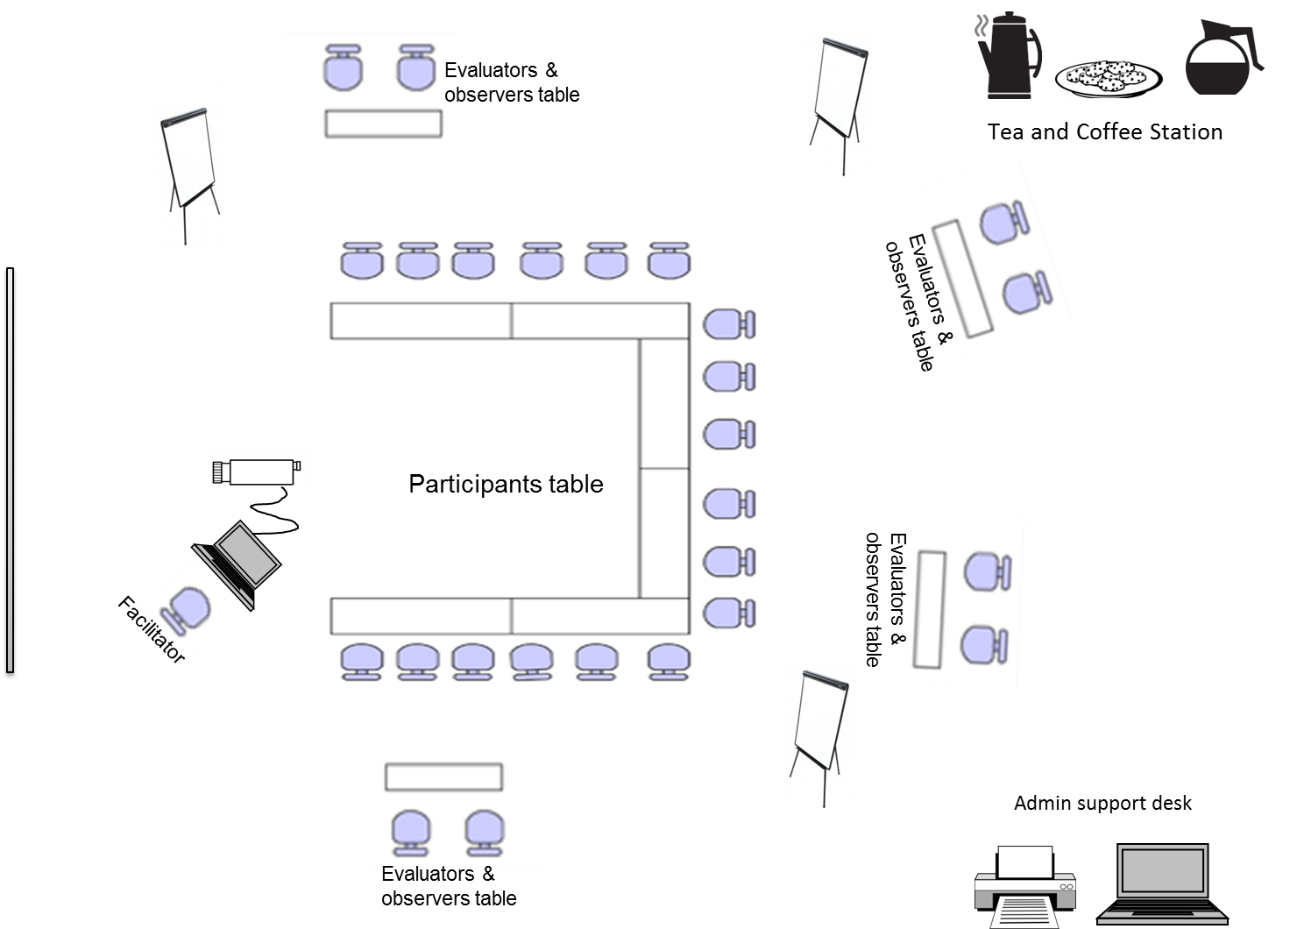 Evaluators &
observers table
Tea and Coffee Station
Evaluators &
observers table
Participants table
Evaluators &
observers table
Facilitator
Admin support desk
Evaluators &
observers table